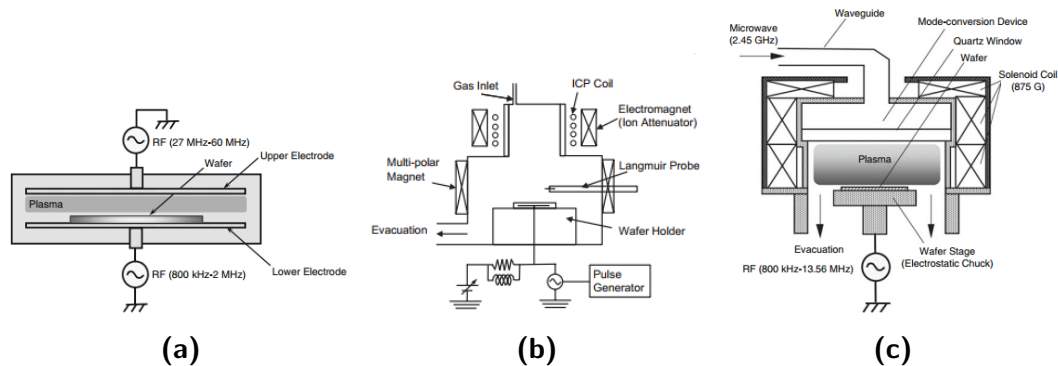 RF (27 MHz-60 MHz)
Wafer
Upper Electrode
Plasma
RF (800 kHz-2 MHz)
Lower Electrode
(a)
Gas Inlet
ICP Coil
Electromagnet
(Ion Attenuator)
Multi-polar
Magnet
Langmuir Probe
Evacuation
Wafer Holder
Pulse
Generator
(b)
Waveguide
Microwave
(2.45 GHz)
Mode-conversion Device
Quartz Window
Wafer
Solenoid Coil
(875 G)
Plasma
Evacuation
RF (800 kHz-13.56 MHz)
Wafer Stage
(Electrostatic Chuck)
(c)